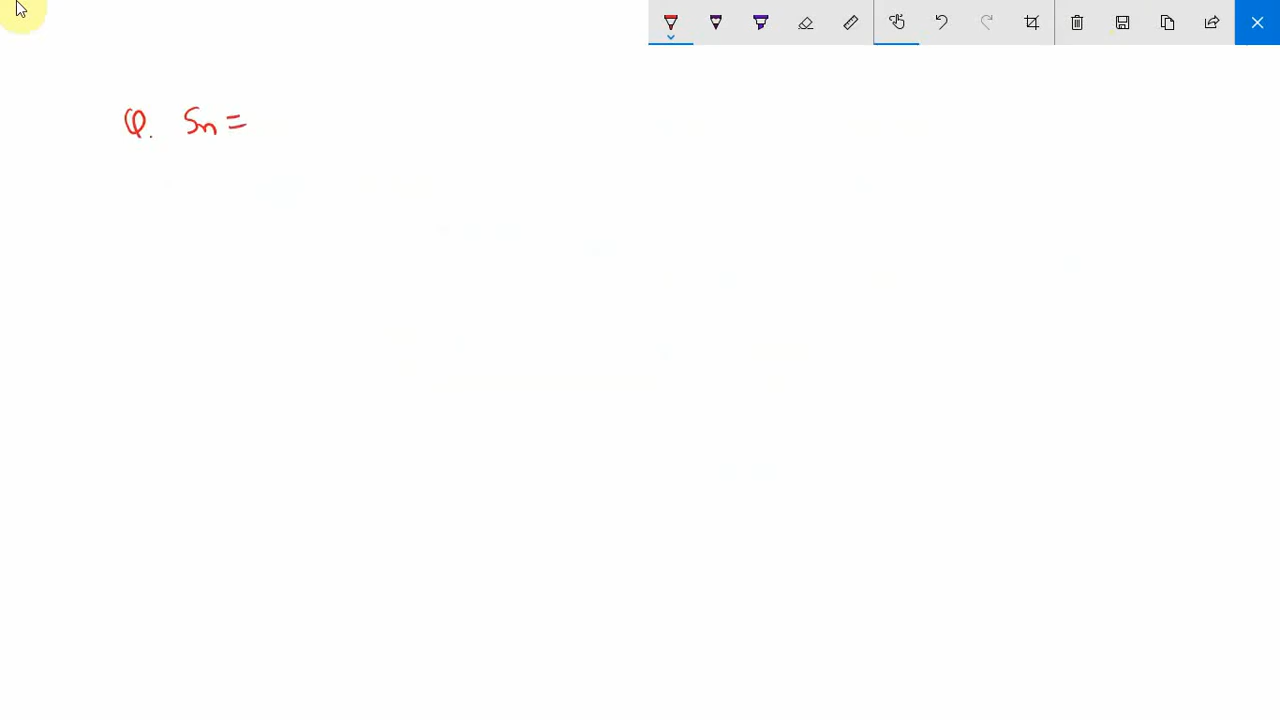 Q. Sn =